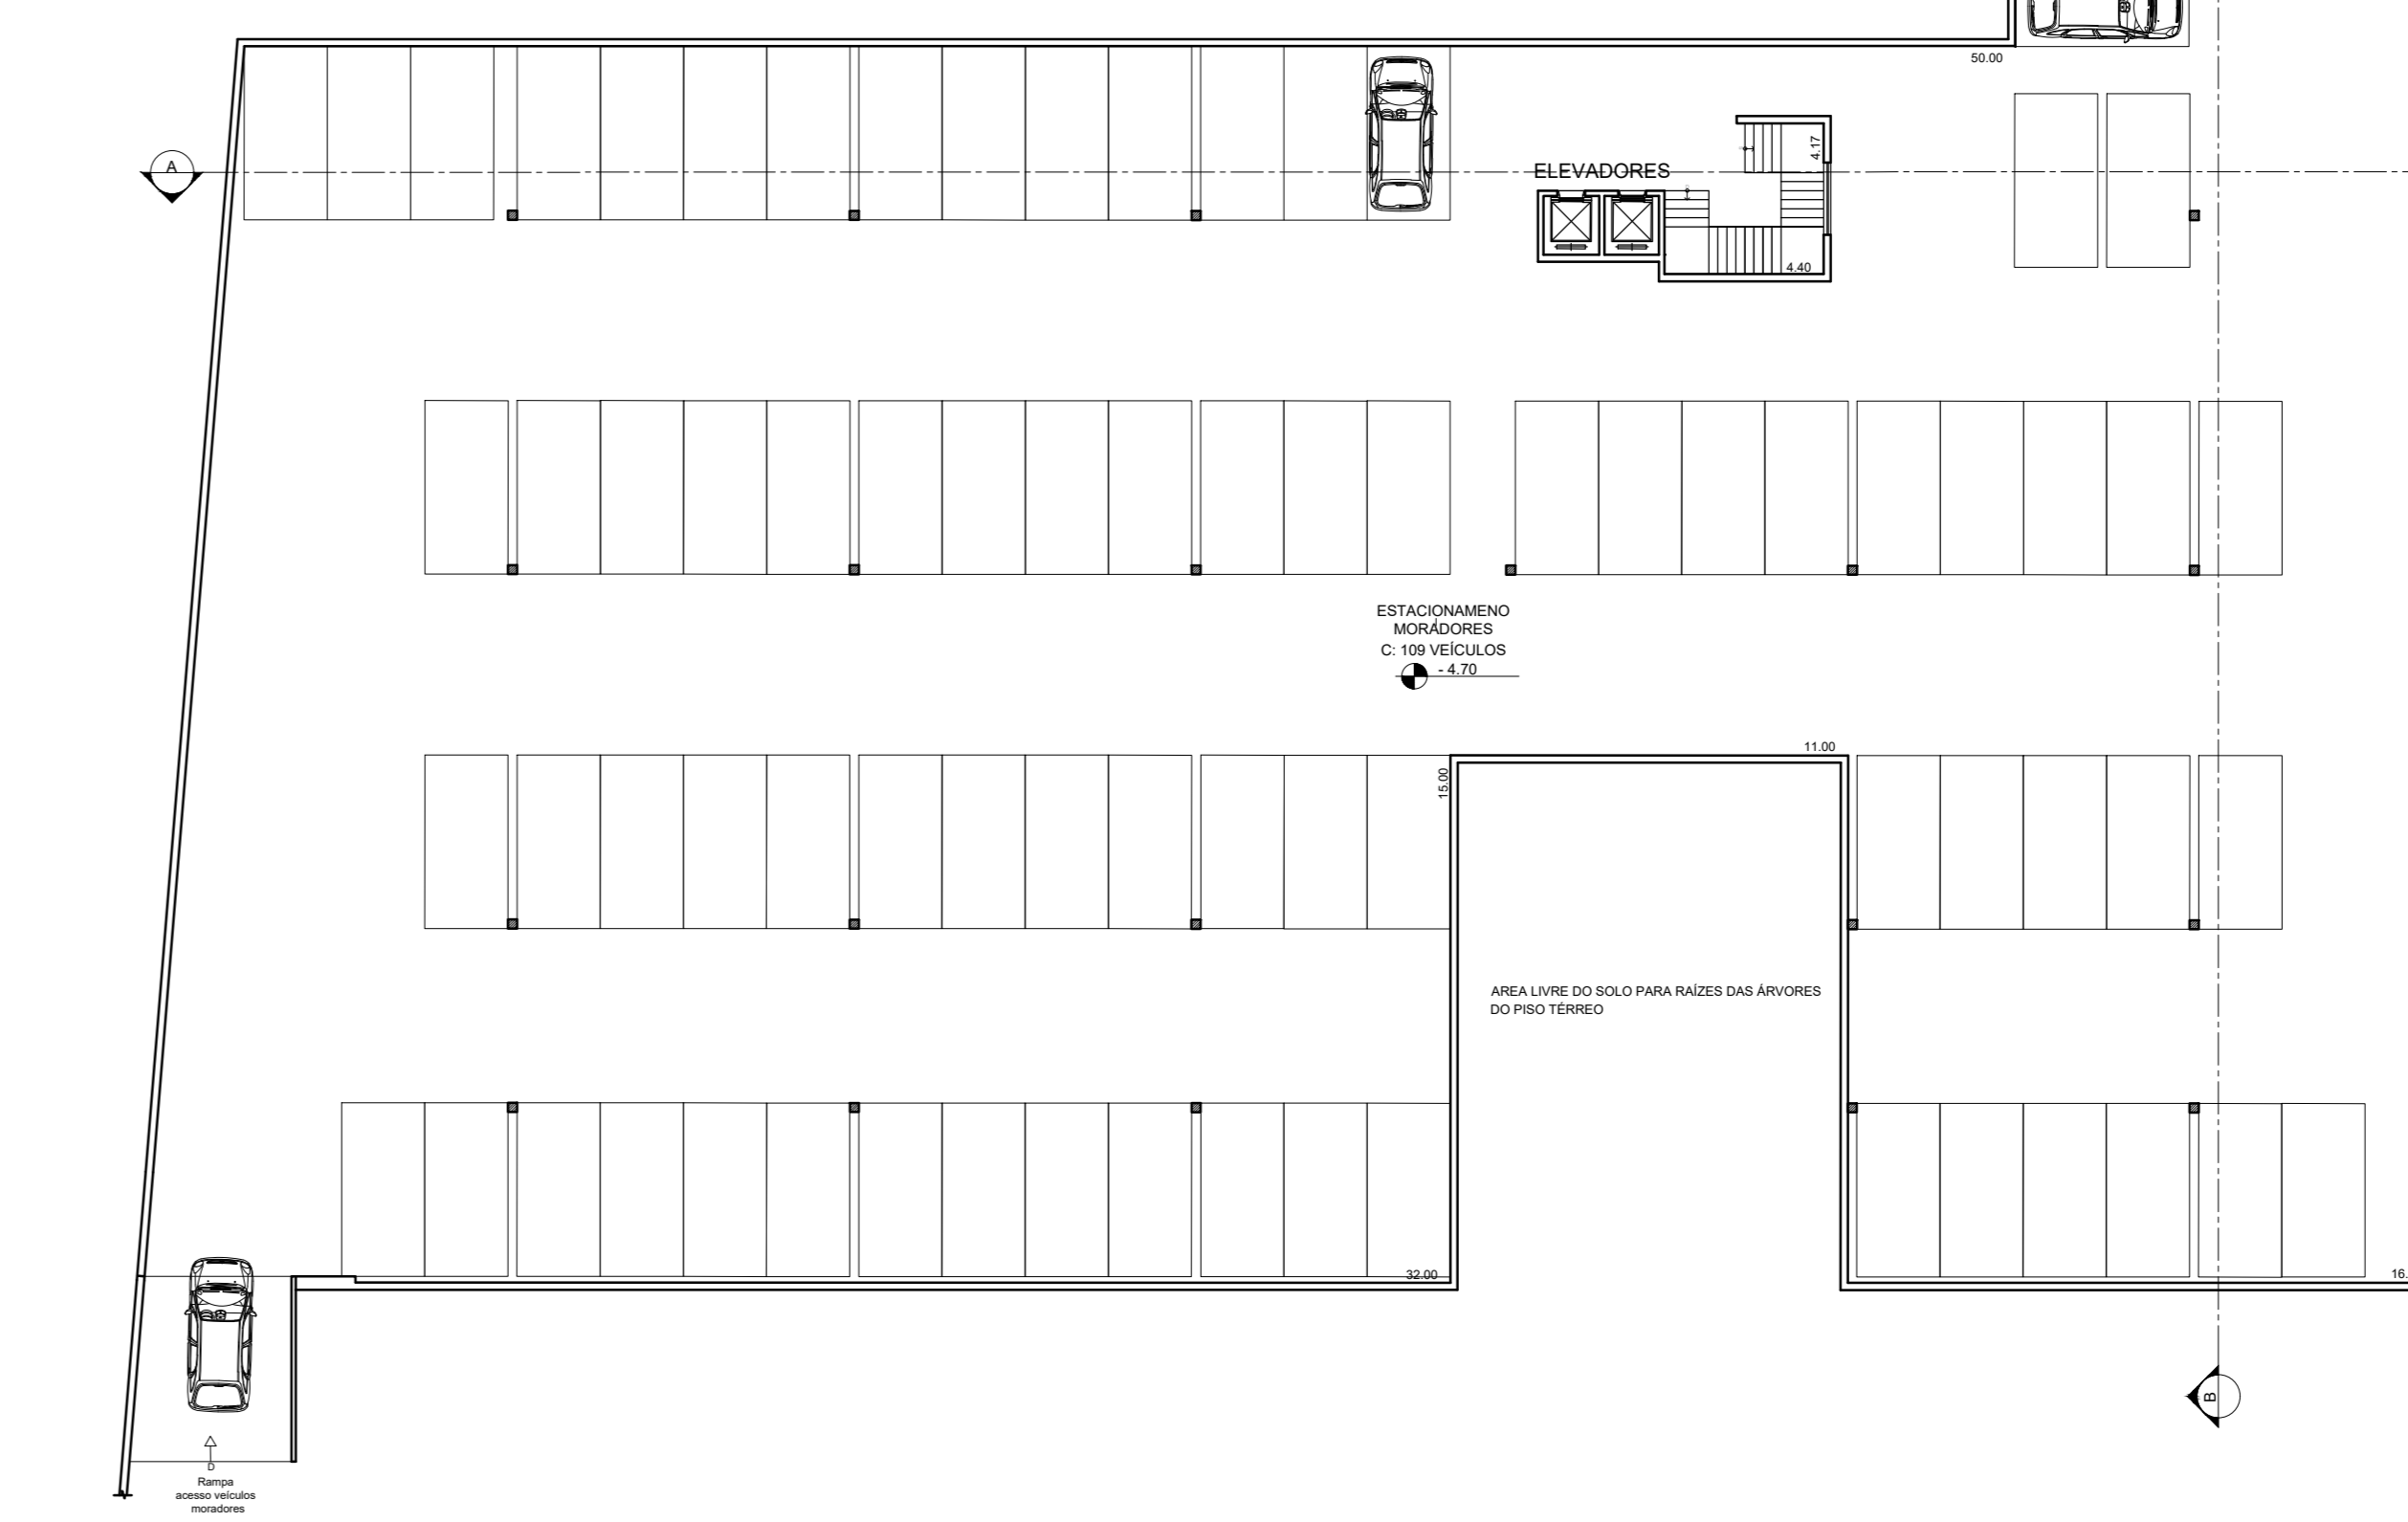 50.00
A
4.17
ELEVADORES
4.40
ESTACIONAMENO
MORADORES
C: 109 VEÍCULOS
- 4.70
11.00
15.00
AREA LIVRE DO SOLO PARA RAÍZES DAS ÁRVORES
DO PISO TÉRREO
32.00
16.
B
D
Rampa
acesso veículos
moradores